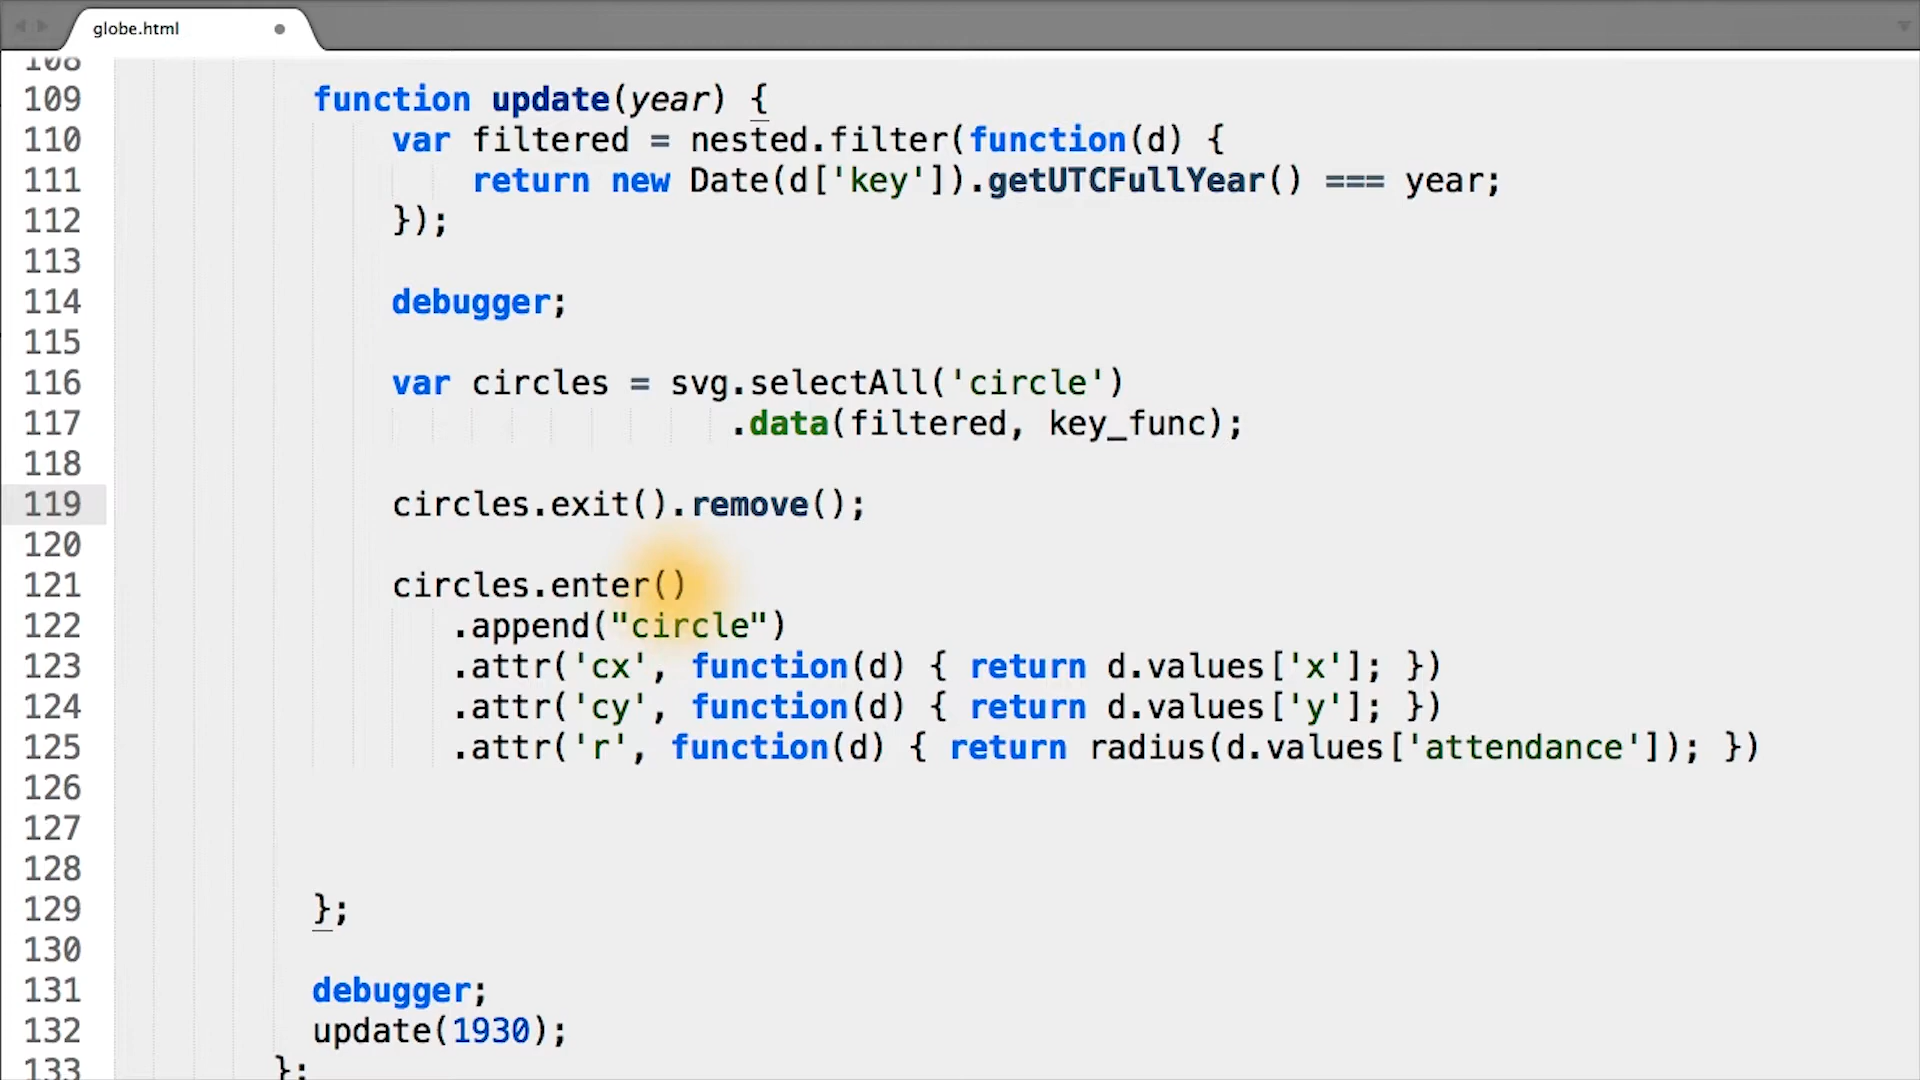 globe.html
108
109 function update(year) {
110 var filtered = nested.filter(function(d) {
111 return new Date(d['key']).getUTCFullYear() === year;
112 });
113
114 debugger;
115
116 var circles = svg.selectAll('circle')
117 .data(filtered, key_func);
118
119 circles.exit().remove();
120
121 circles.enter()
122 .append("circle")
123 .attr('cx', function(d) { return d.values['x']; })
124 .attr('cy', function(d) { return d.values['y']; })
125 .attr('r', function(d) { return radius(d.values['attendance']); })
126
127
128
129 };
130
131 debugger;
132 update(1930);
133 };